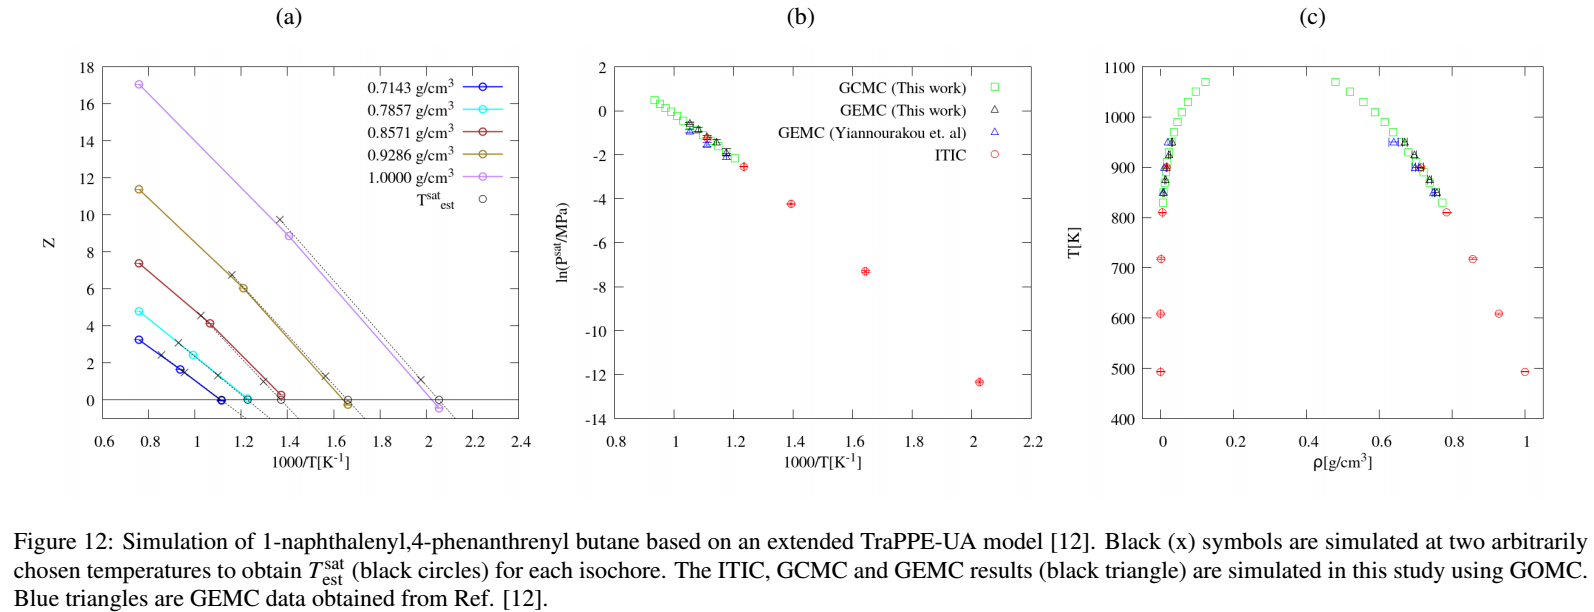 (a)
(b)
(c)
18
16
14
12
10
8
6
4
2
0
Z
0.7143 g/cm³
0.7857 g/cm³
0.8571 g/cm³
0.9286 g/cm³
1.0000 g/cm³
Tˢᵃᵗₑₛₜ
0.6 0.8 1 1.2 1.4 1.6 1.8 2 2.2 2.4
1000/T[K⁻¹]
2
0
-2
-4
-6
-8
-10
-12
-14
ln(Pˢᵃᵗ/MPa)
GCMC (This work)
GEMC (This work)
GEMC (Yiannourakou et. al)
ITIC
0.8 1 1.2 1.4 1.6 1.8 2 2.2
1000/T[K⁻¹]
1100
1000
900
800
700
600
500
400
T[K]
0 0.2 0.4 0.6 0.8 1
ρ[g/cm³]
Figure 12: Simulation of 1-naphthalenyl,4-phenanthrenyl butane based on an extended TraPPE-UA model [12]. Black (x) symbols are simulated at two arbitrarily
chosen temperatures to obtain Tˢᵃᵗₑₛₜ (black circles) for each isochore. The ITIC, GCMC and GEMC results (black triangle) are simulated in this study using GOMC.
Blue triangles are GEMC data obtained from Ref. [12].